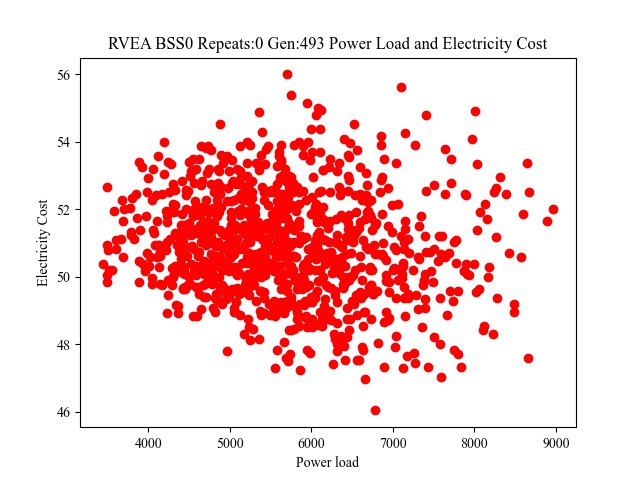 RVEA BSS0 Repeats:0 Gen:493 Power Load and Electricity Cost
56
54
52
50
48
46
Electricity Cost
4000 5000 6000 7000 8000 9000
Power load